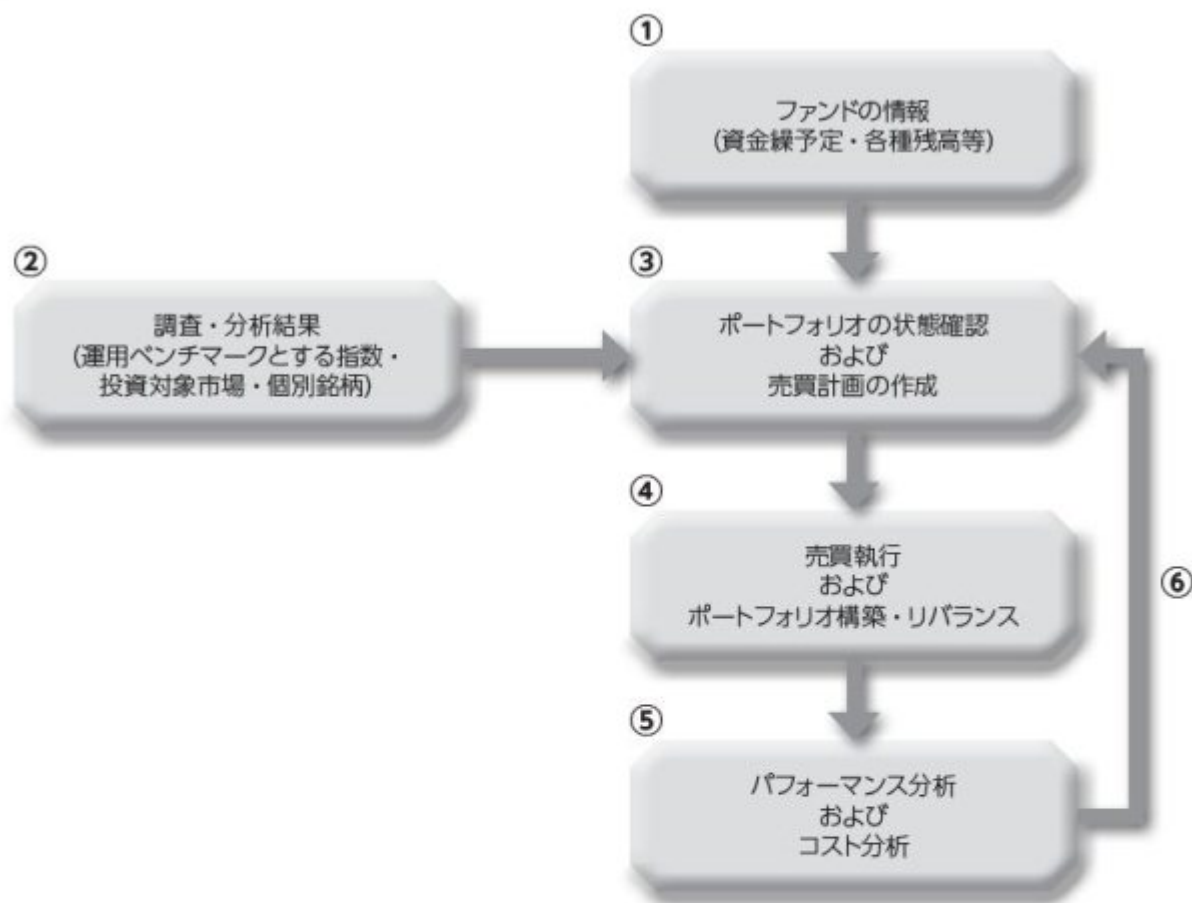 ①
ファンドの情報
(資金繰予定・各種残高等)
②
調査・分析結果
(運用ベンチマークとする指数・
投資対象市場・個別銘柄)
③
ポートフォリオの状態確認
および
売買計画の作成
④
売買執行
および
ポートフォリオ構築・リバランス
⑤
パフォーマンス分析
および
コスト分析
⑥